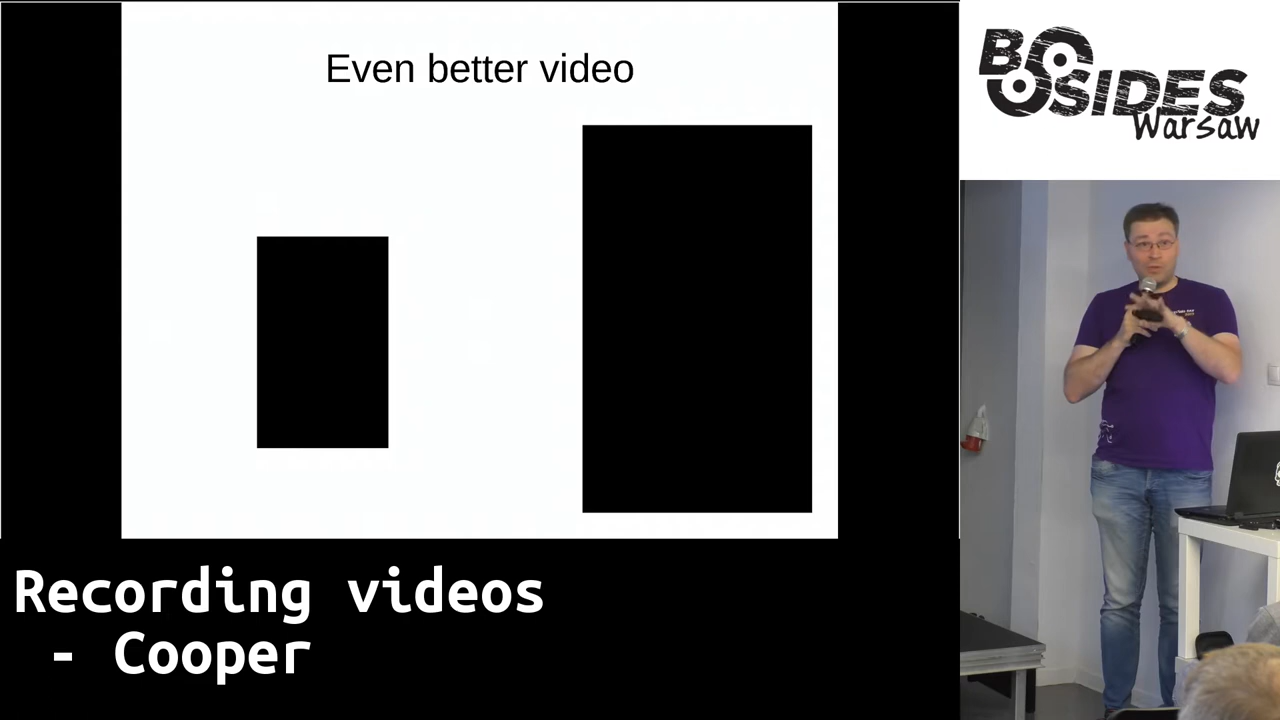 Even better video
BSIDES
Warsaw
Recording videos
- Cooper